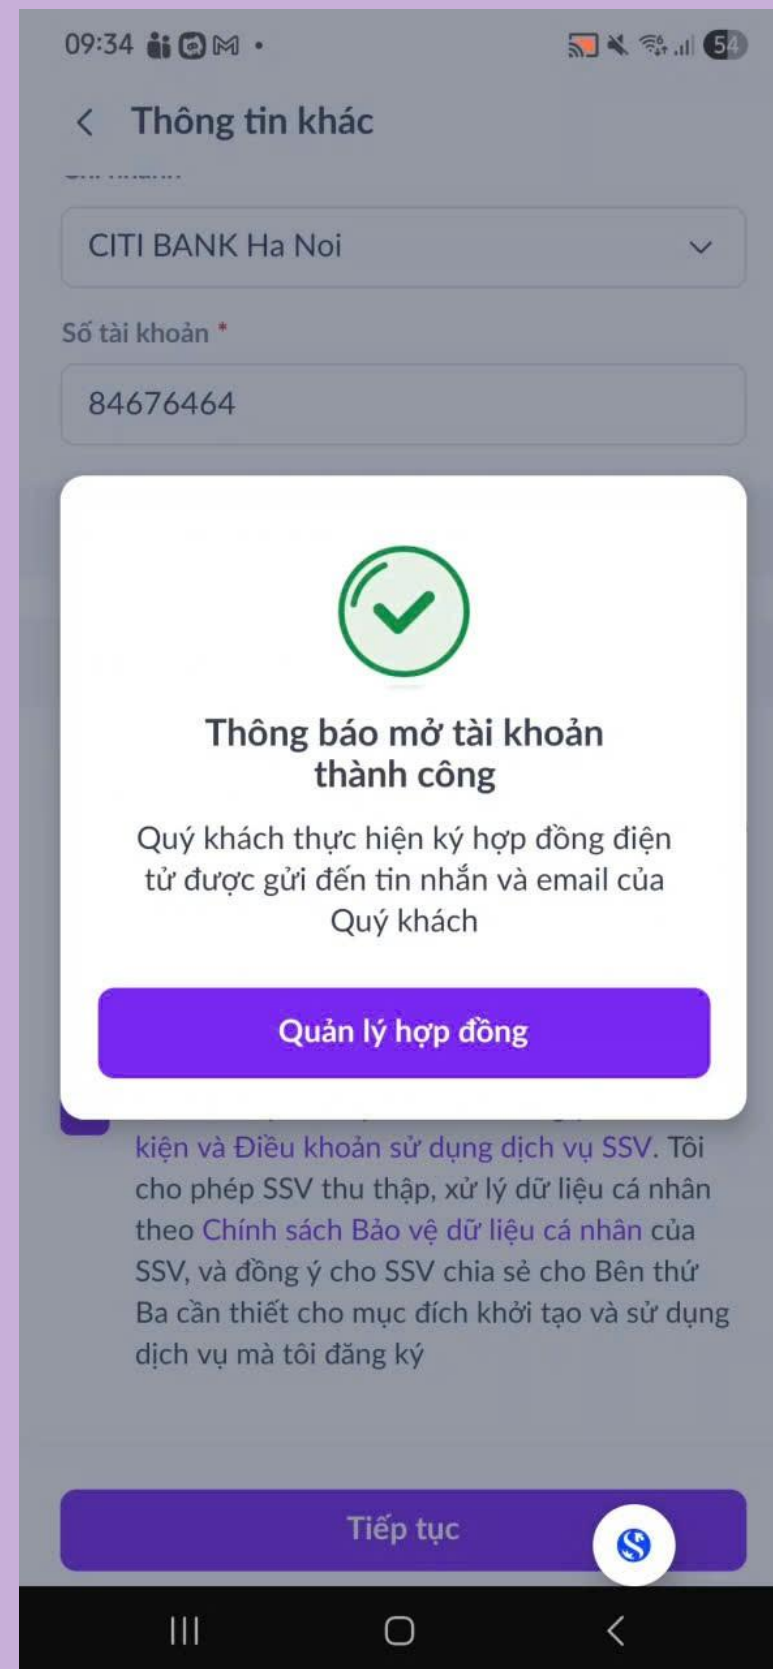 09:34
54
Thông tin khác
CITI BANK Ha Noi
Số tài khoản *
84676464
Thông báo mở tài khoản
thành công
Quý khách thực hiện ký hợp đồng điện
tử được gửi đến tin nhắn và email của
Quý khách
Quản lý hợp đồng
kiện và Điều khoản sử dụng dịch vụ SSV. Tôi
cho phép SSV thu thập, xử lý dữ liệu cá nhân
theo Chính sách Bảo vệ dữ liệu cá nhân của
SSV, và đồng ý cho SSV chia sẻ cho Bên thứ
Ba cần thiết cho mục đích khởi tạo và sử dụng
dịch vụ mà tôi đăng ký
Tiếp tục